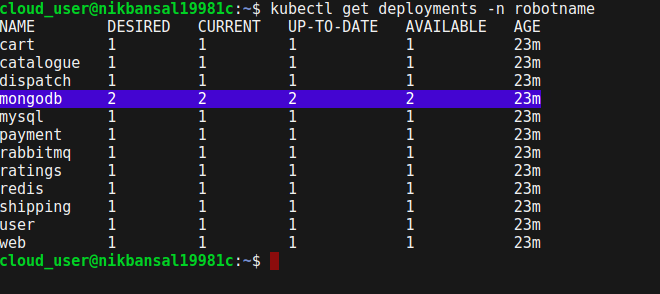 cloud_user@nikbansal19981c:~$ kubectl get deployments -n robotname
NAME DESIRED CURRENT UP-TO-DATE AVAILABLE AGE
cart 1 1 1 1 23m
catalogue 1 1 1 1 23m
dispatch 1 1 1 1 23m
mongodb 2 2 2 2 23m
mysql 1 1 1 1 23m
payment 1 1 1 1 23m
rabbitmq 1 1 1 1 23m
ratings 1 1 1 1 23m
redis 1 1 1 1 23m
shipping 1 1 1 1 23m
user 1 1 1 1 23m
web 1 1 1 1 23m
cloud_user@nikbansal19981c:~$